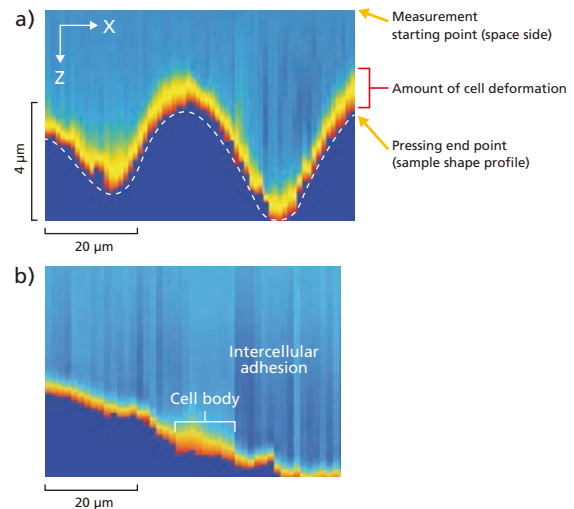 a)
X
Z
Measurement
starting point (space side)
Amount of cell deformation
Pressing end point
(sample shape profile)
4 μm
20 μm
b)
Intercellular
adhesion
Cell body
20 μm